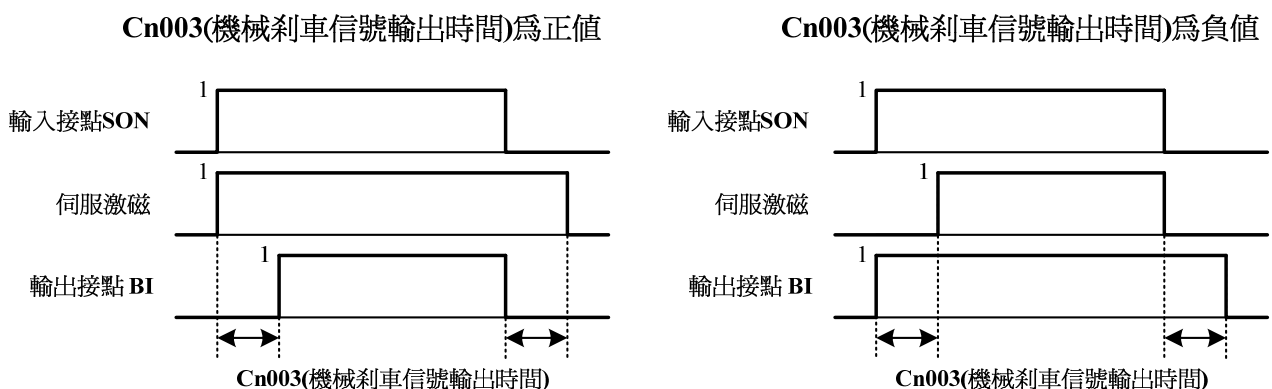 Cn003(機械剎車信號輸出時間)爲正值
1
輸入接點SON
1
伺服激磁
1
輸出接點 BI
Cn003(機械剎車信號輸出時間)
Cn003(機械剎車信號輸出時間)爲負值
1
輸入接點SON
1
伺服激磁
1
輸出接點 BI
Cn003(機械剎車信號輸出時間)